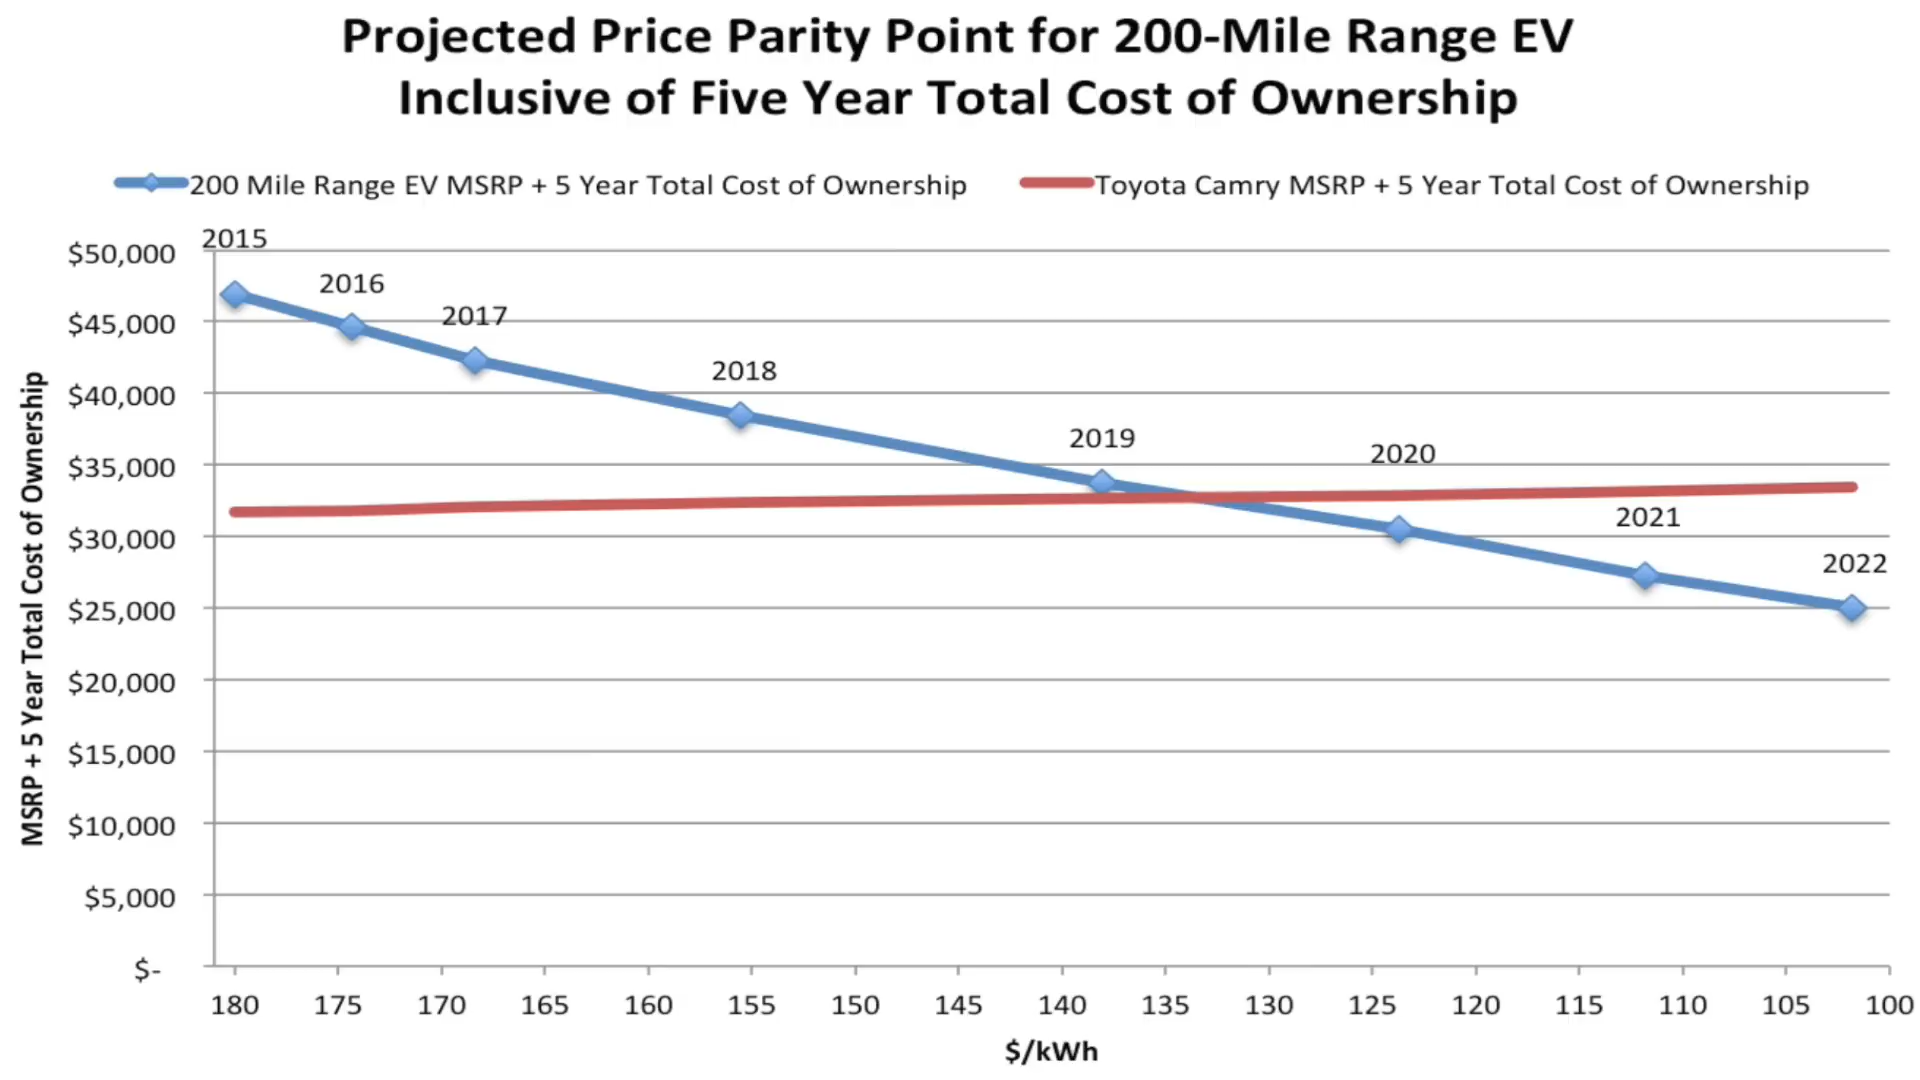 Projected Price Parity Point for 200-Mile Range EV
Inclusive of Five Year Total Cost of Ownership
200 Mile Range EV MSRP + 5 Year Total Cost of Ownership
Toyota Camry MSRP + 5 Year Total Cost of Ownership
MSRP + 5 Year Total Cost of Ownership
$50,000
$45,000
$40,000
$35,000
$30,000
$25,000
$20,000
$15,000
$10,000
$5,000
$-
2015
2016
2017
2018
2019
2020
2021
2022
180 175 170 165 160 155 150 145 140 135 130 125 120 115 110 105 100
$/kWh